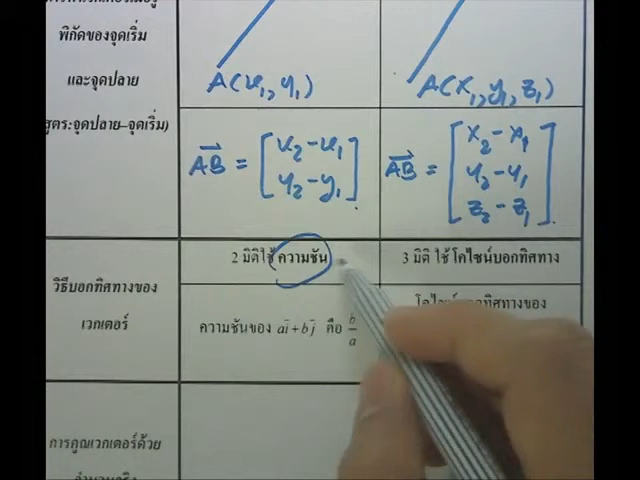 พิกัดของจุดเริ่ม
และจุดปลาย
สูตร:จุดปลาย–จุดเริ่ม)
A(x₁, y₁)
A(x₁, y₁, z₁)
AB = [x₂ – x₁
y₂ – y₁]
AB = [x₂ – x₁
y₂ – y₁
z₂ – z₁]
วิธีบอกทิศทางของ
เวกเตอร์
2 มิติใช้ ความชัน
3 มิติ ใช้ โคไซน์บอกทิศทาง
ความชันของ ai + bj คือ b/a
การคูณเวกเตอร์ด้วย